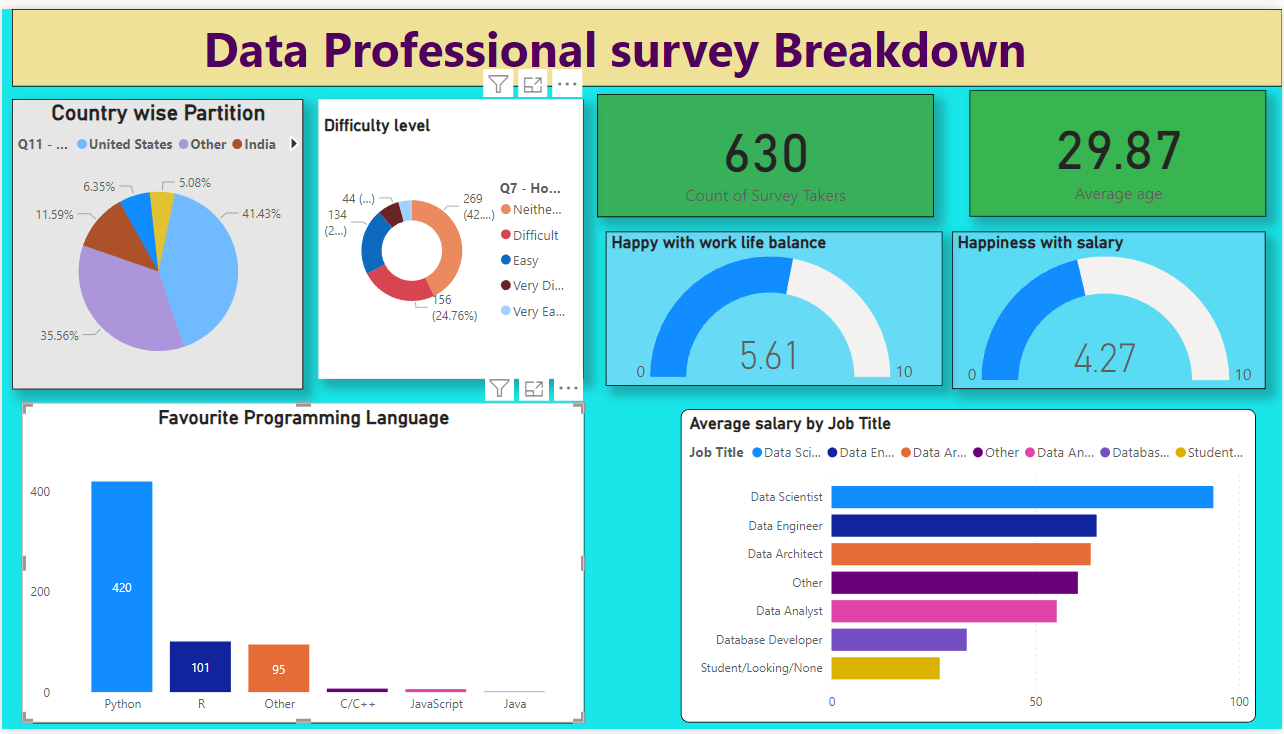 Data Professional survey Breakdown
Country wise Partition
Q11 - ... United States Other India
5.08%
6.35%
11.59%
41.43%
35.56%
Difficulty level
Q7 - Ho...
Neithe...
Difficult
Easy
Very Di...
Very Ea...
44 (...)
134
(2...)
269
(42....)
156
(24.76%)
630
Count of Survey Takers
29.87
Average age
Happy with work life balance
5.61
0
10
Happiness with salary
4.27
0
10
Favourite Programming Language
400
200
0
420
101
95
Python R Other C/C++ JavaScript Java
Average salary by Job Title
Job Title Data Sci... Data En... Data Ar... Other Data An... Databas... Student...
Data Scientist
Data Engineer
Data Architect
Other
Data Analyst
Database Developer
Student/Looking/None
0 50 100